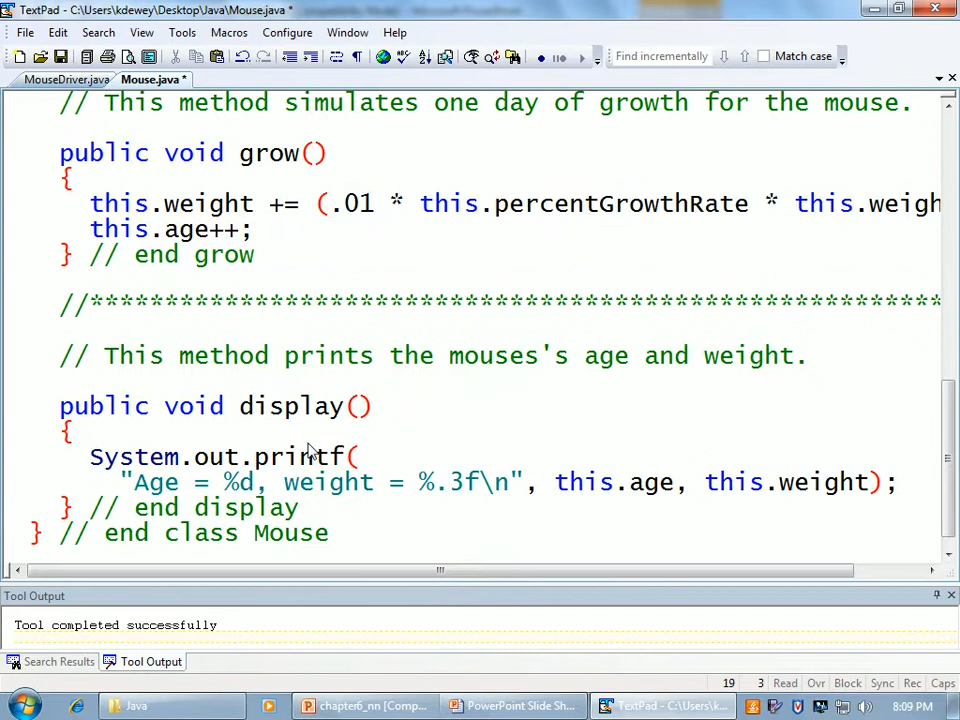 TextPad - C:\Users\kdewey\Desktop\Java\Mouse.java *
File Edit Search View Tools Macros Configure Window Help
Find incrementally Match case
MouseDriver.java Mouse.java *
// This method simulates one day of growth for the mouse.
public void grow()
{
this.weight += (.01 * this.percentGrowthRate * this.weigh
this.age++;
} // end grow
//*********************************************************
// This method prints the mouses's age and weight.
public void display()
{
System.out.printf(
"Age = %d, weight = %.3f\n", this.age, this.weight);
} // end display
} // end class Mouse
Tool Output
Tool completed successfully
Search Results Tool Output
19 3 Read Ovr Block Sync Rec Caps
Java chapter6_nn [Comp... PowerPoint Slide Sh... TextPad - C:\Users\k... 8:09 PM